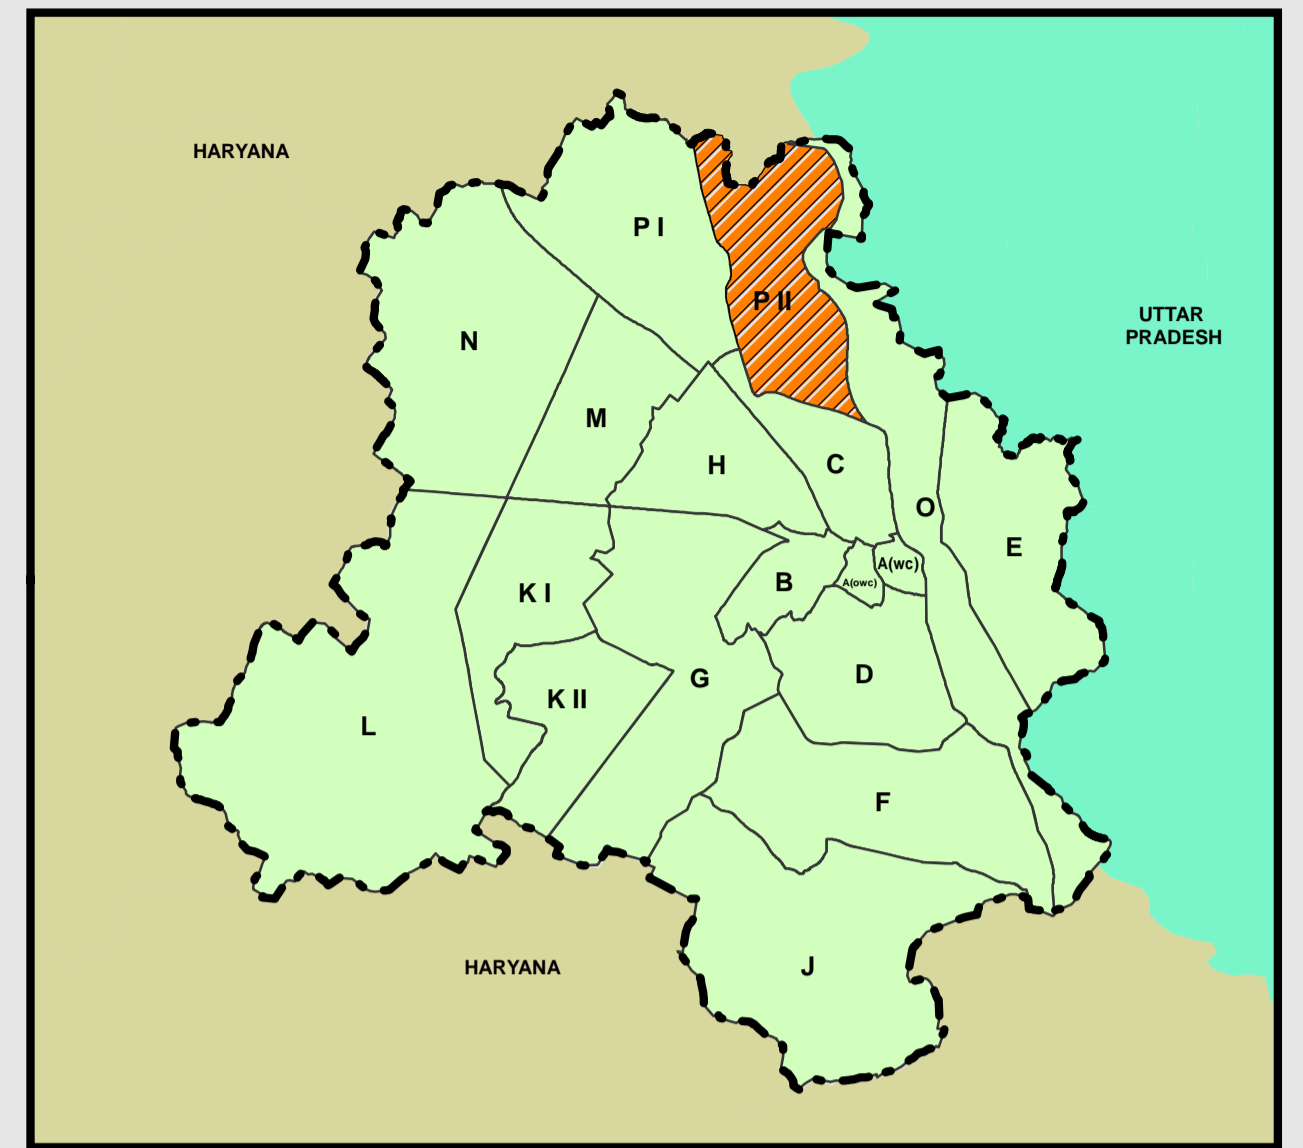 HARYANA
P I
P II
UTTAR
PRADESH
N
M
H
C
O
E
A(wc)
A(owc)
B
K I
D
G
K II
L
F
J
HARYANA